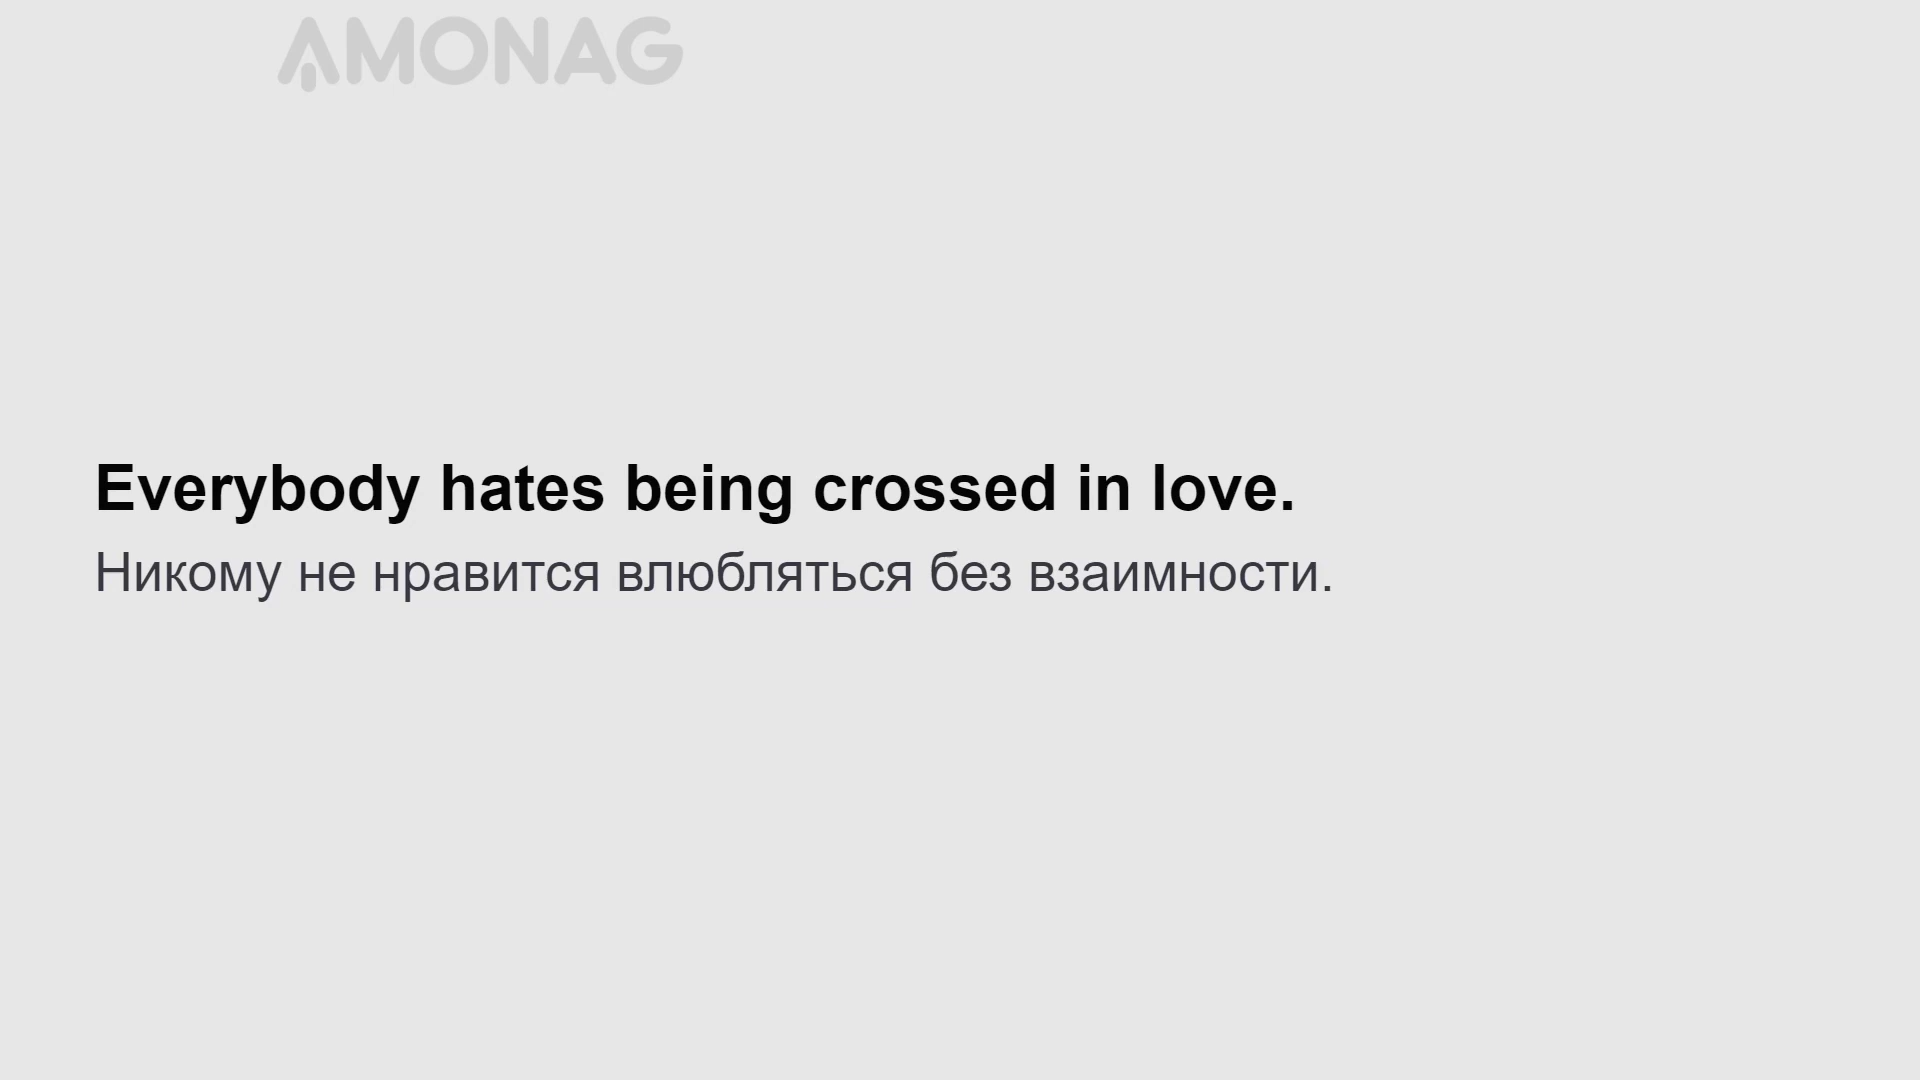 AMONAG
Everybody hates being crossed in love.
Никому не нравится влюбляться без взаимности.